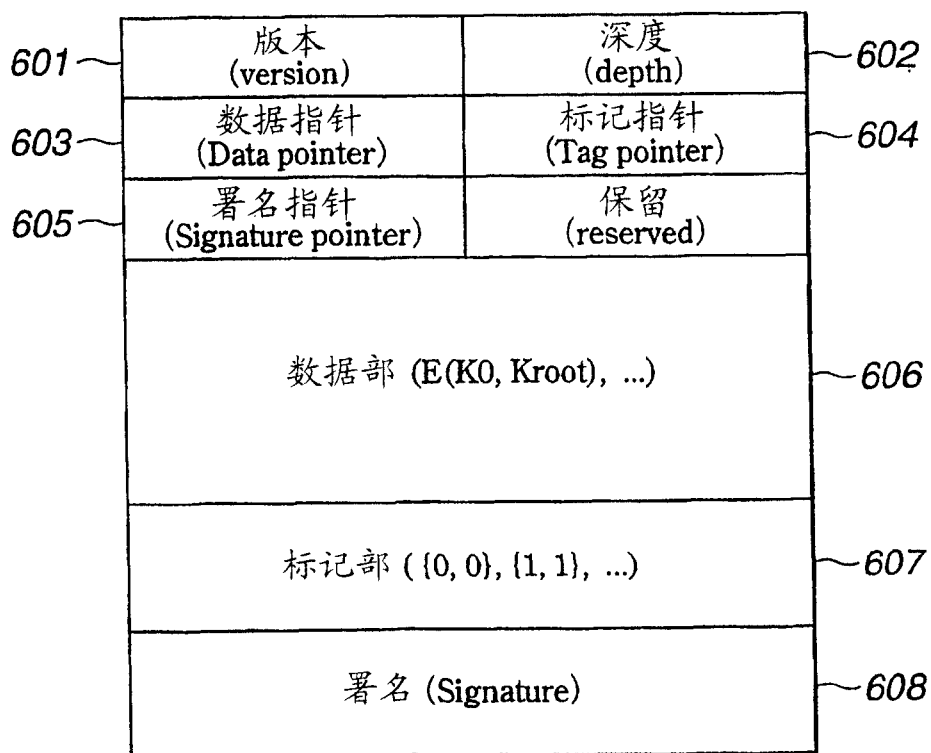 601
版本
(version)
深度
(depth)
602
603
数据指针
(Data pointer)
标记指针
(Tag pointer)
604
605
署名指针
(Signature pointer)
保留
(reserved)
数据部 (E(K0, Kroot), ...)
606
标记部 ( {0, 0}, {1, 1}, ...)
607
署名 (Signature)
608